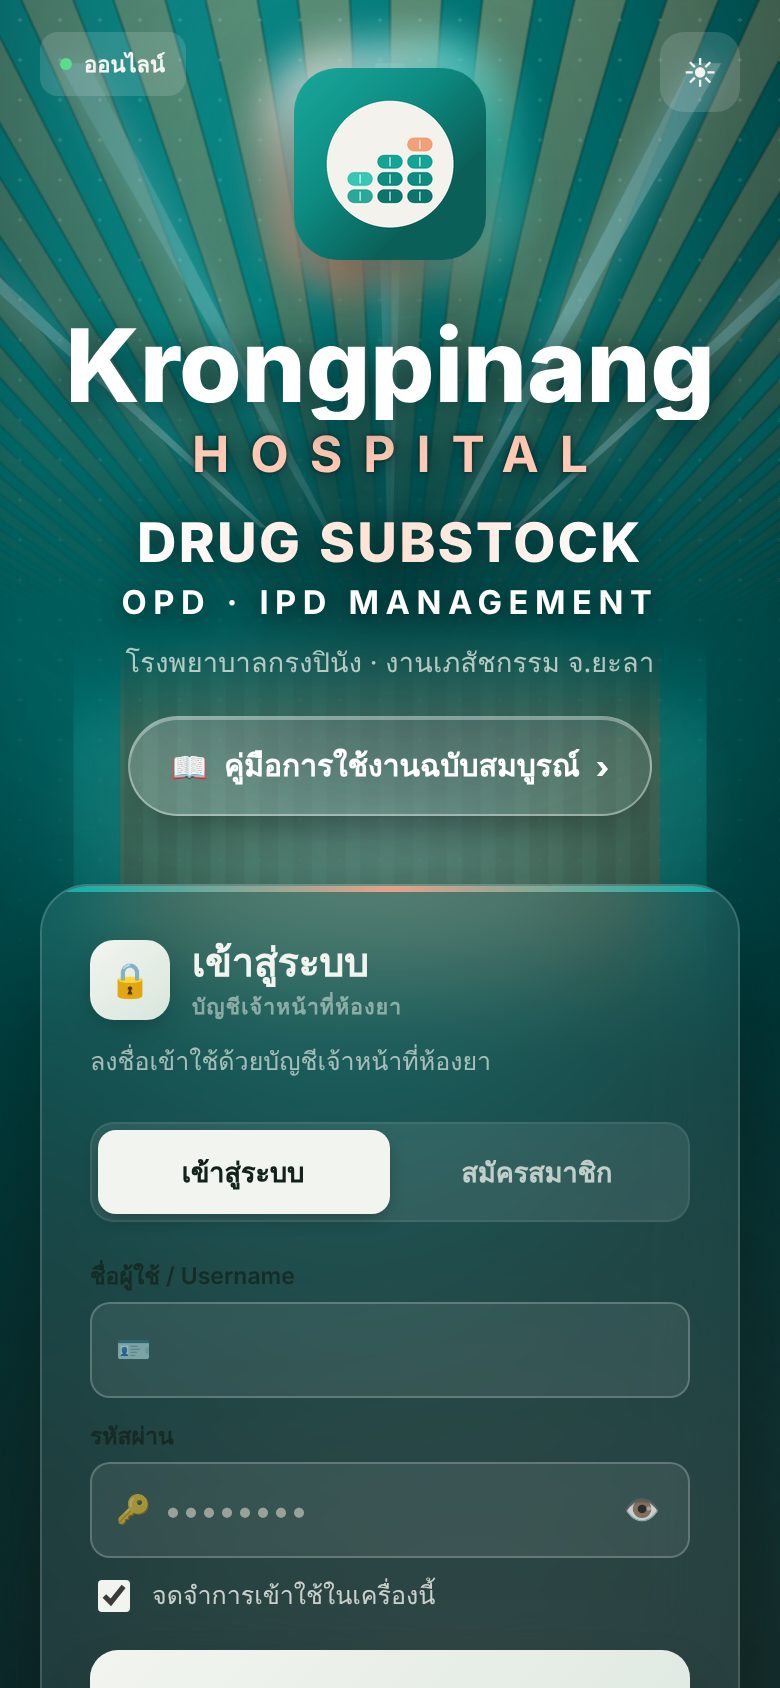 ออนไลน์
Krongpinang
HOSPITAL
DRUG SUBSTOCK
OPD · IPD MANAGEMENT
โรงพยาบาลกรงปินัง · งานเภสัชกรรม จ.ยะลา
คู่มือการใช้งานฉบับสมบูรณ์ ›
เข้าสู่ระบบ
บัญชีเจ้าหน้าที่ห้องยา
ลงชื่อเข้าใช้ด้วยบัญชีเจ้าหน้าที่ห้องยา
เข้าสู่ระบบ สมัครสมาชิก
ชื่อผู้ใช้ / Username
รหัสผ่าน
••••••••
จดจำการเข้าใช้ในเครื่องนี้